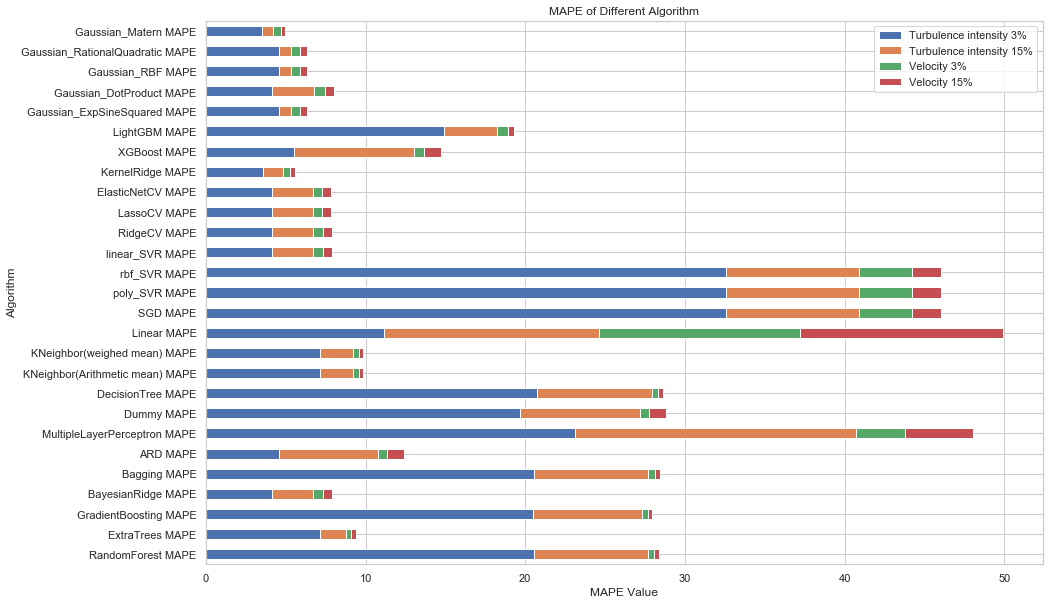 MAPE of Different Algorithm
Turbulence intensity 3%
Turbulence intensity 15%
Velocity 3%
Velocity 15%
Algorithm
Gaussian_Matern MAPE
Gaussian_RationalQuadratic MAPE
Gaussian_RBF MAPE
Gaussian_DotProduct MAPE
Gaussian_ExpSineSquared MAPE
LightGBM MAPE
XGBoost MAPE
KernelRidge MAPE
ElasticNetCV MAPE
LassoCV MAPE
RidgeCV MAPE
linear_SVR MAPE
rbf_SVR MAPE
poly_SVR MAPE
SGD MAPE
Linear MAPE
KNeighbor(weighed mean) MAPE
KNeighbor(Arithmetic mean) MAPE
DecisionTree MAPE
Dummy MAPE
MultipleLayerPerceptron MAPE
ARD MAPE
Bagging MAPE
BayesianRidge MAPE
GradientBoosting MAPE
ExtraTrees MAPE
RandomForest MAPE
0 10 20 30 40 50
MAPE Value